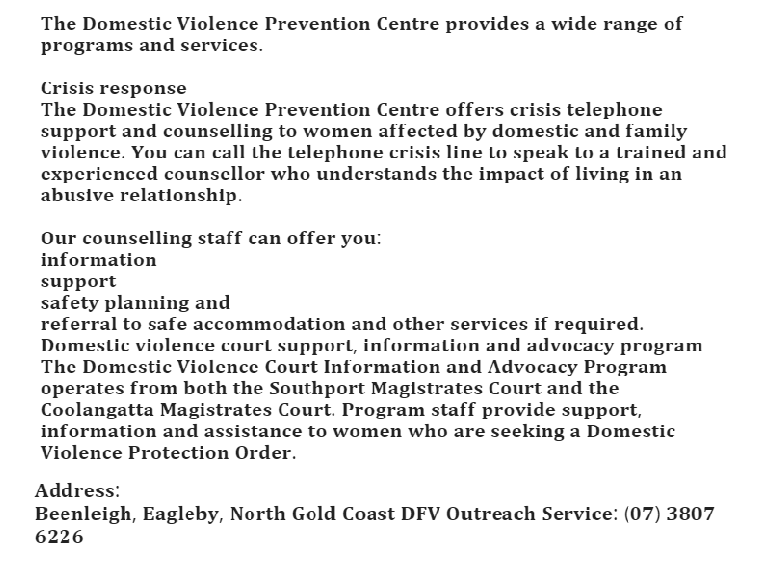 The Domestic Violence Prevention Centre provides a wide range of
programs and services.
Crisis response
The Domestic Violence Prevention Centre offers crisis telephone
support and counselling to women affected by domestic and family
violence. You can call the telephone crisis line to speak to a trained and
experienced counsellor who understands the impact of living in an
abusive relationship.
Our counselling staff can offer you:
information
support
safety planning and
referral to safe accommodation and other services if required.
Domestic violence court support, information and advocacy program
The Domestic Violence Court Information and Advocacy Program
operates from both the Southport Magistrates Court and the
Coolangatta Magistrates Court. Program staff provide support,
information and assistance to women who are seeking a Domestic
Violence Protection Order.
Address:
Beenleigh, Eagleby, North Gold Coast DFV Outreach Service: (07) 3807
6226